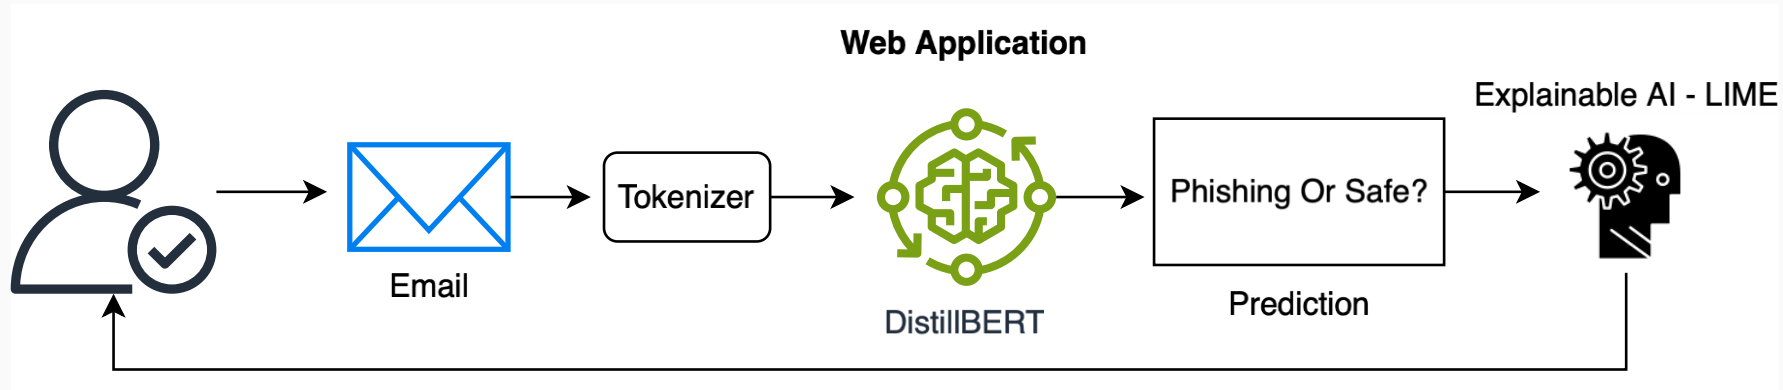 Web Application
Explainable AI - LIME
Tokenizer
Phishing Or Safe?
Email
DistillBERT
Prediction